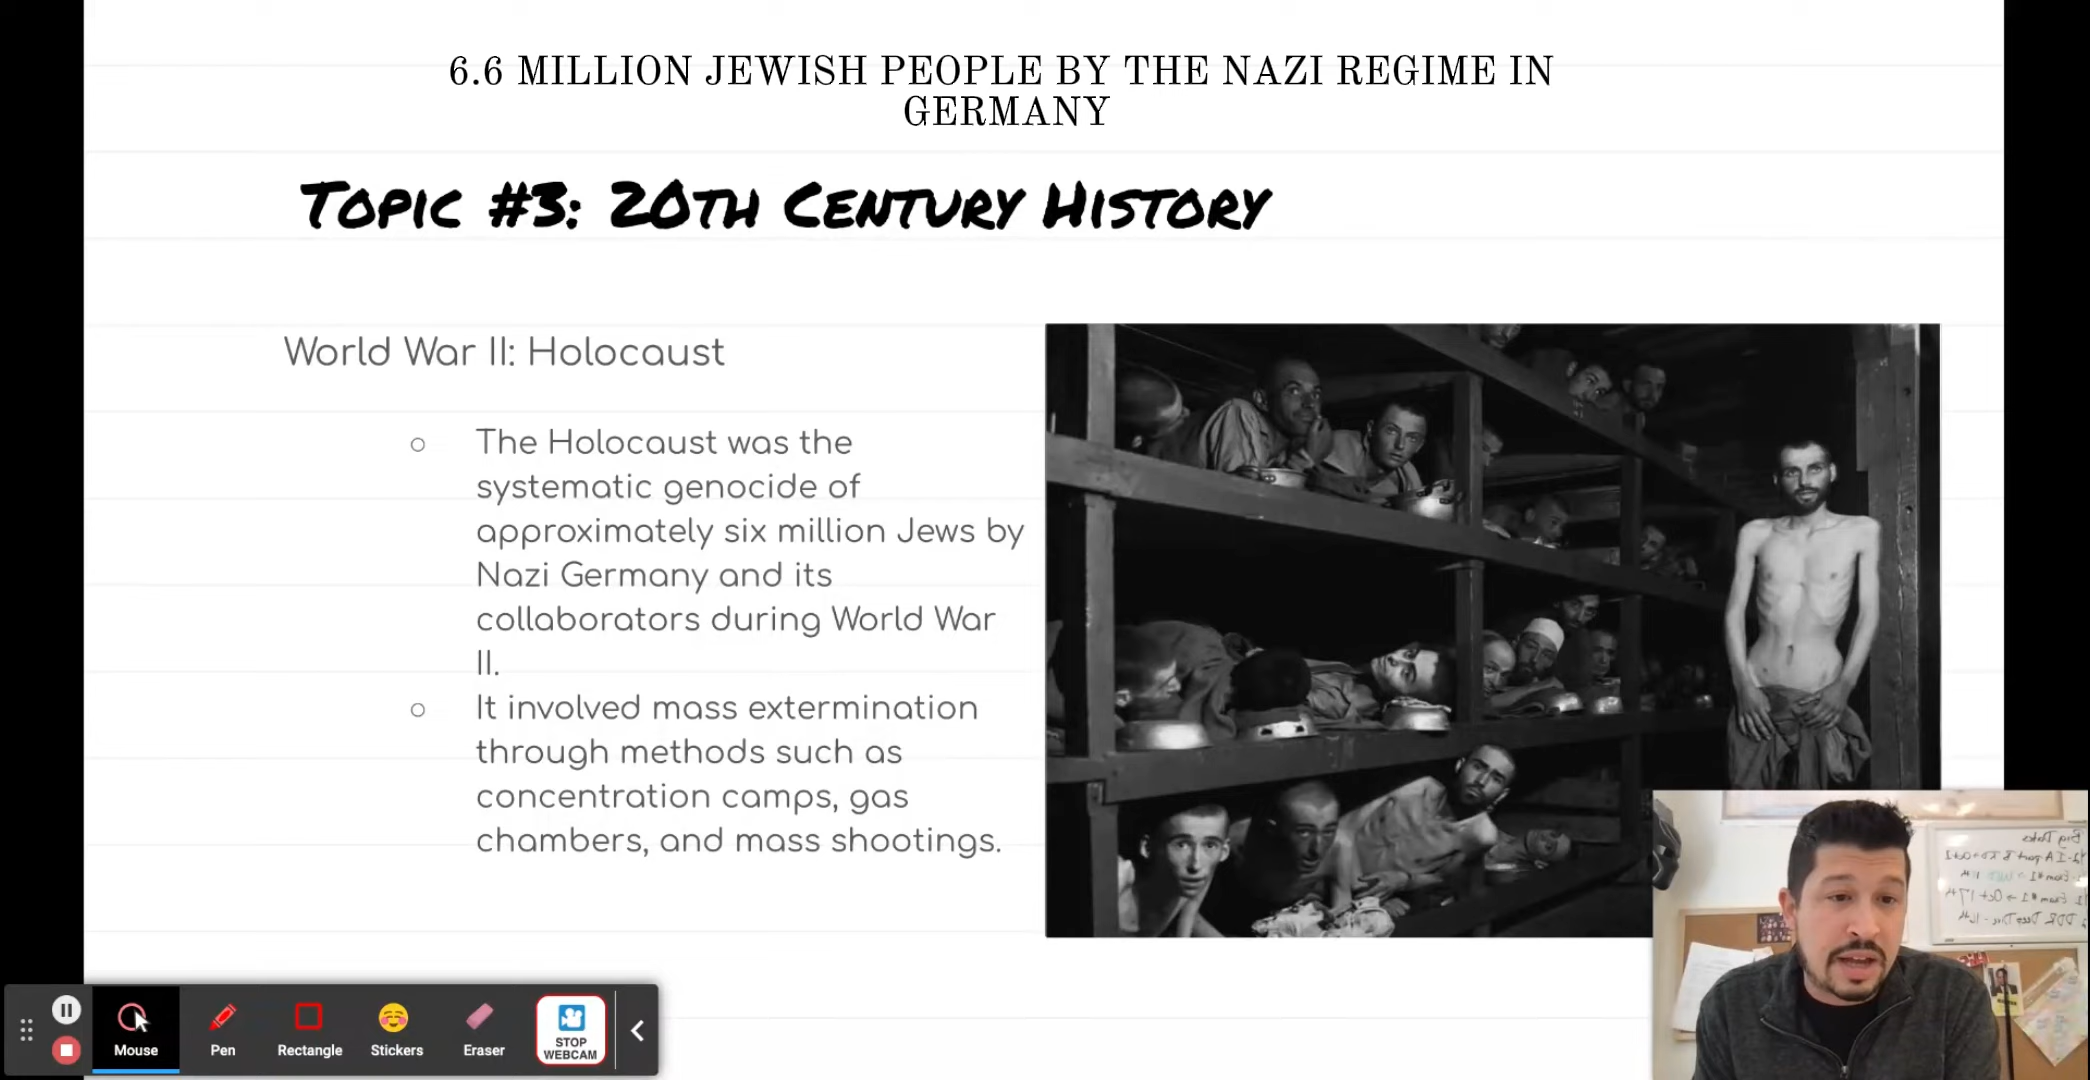 6.6 MILLION JEWISH PEOPLE BY THE NAZI REGIME IN
GERMANY
TOPIC #3: 20TH CENTURY HISTORY
World War II: Holocaust
○ The Holocaust was the
systematic genocide of
approximately six million Jews by
Nazi Germany and its
collaborators during World War
II.
○ It involved mass extermination
through methods such as
concentration camps, gas
chambers, and mass shootings.
Mouse
Pen
Rectangle
Stickers
Eraser
STOP
WEBCAM
Big Dates